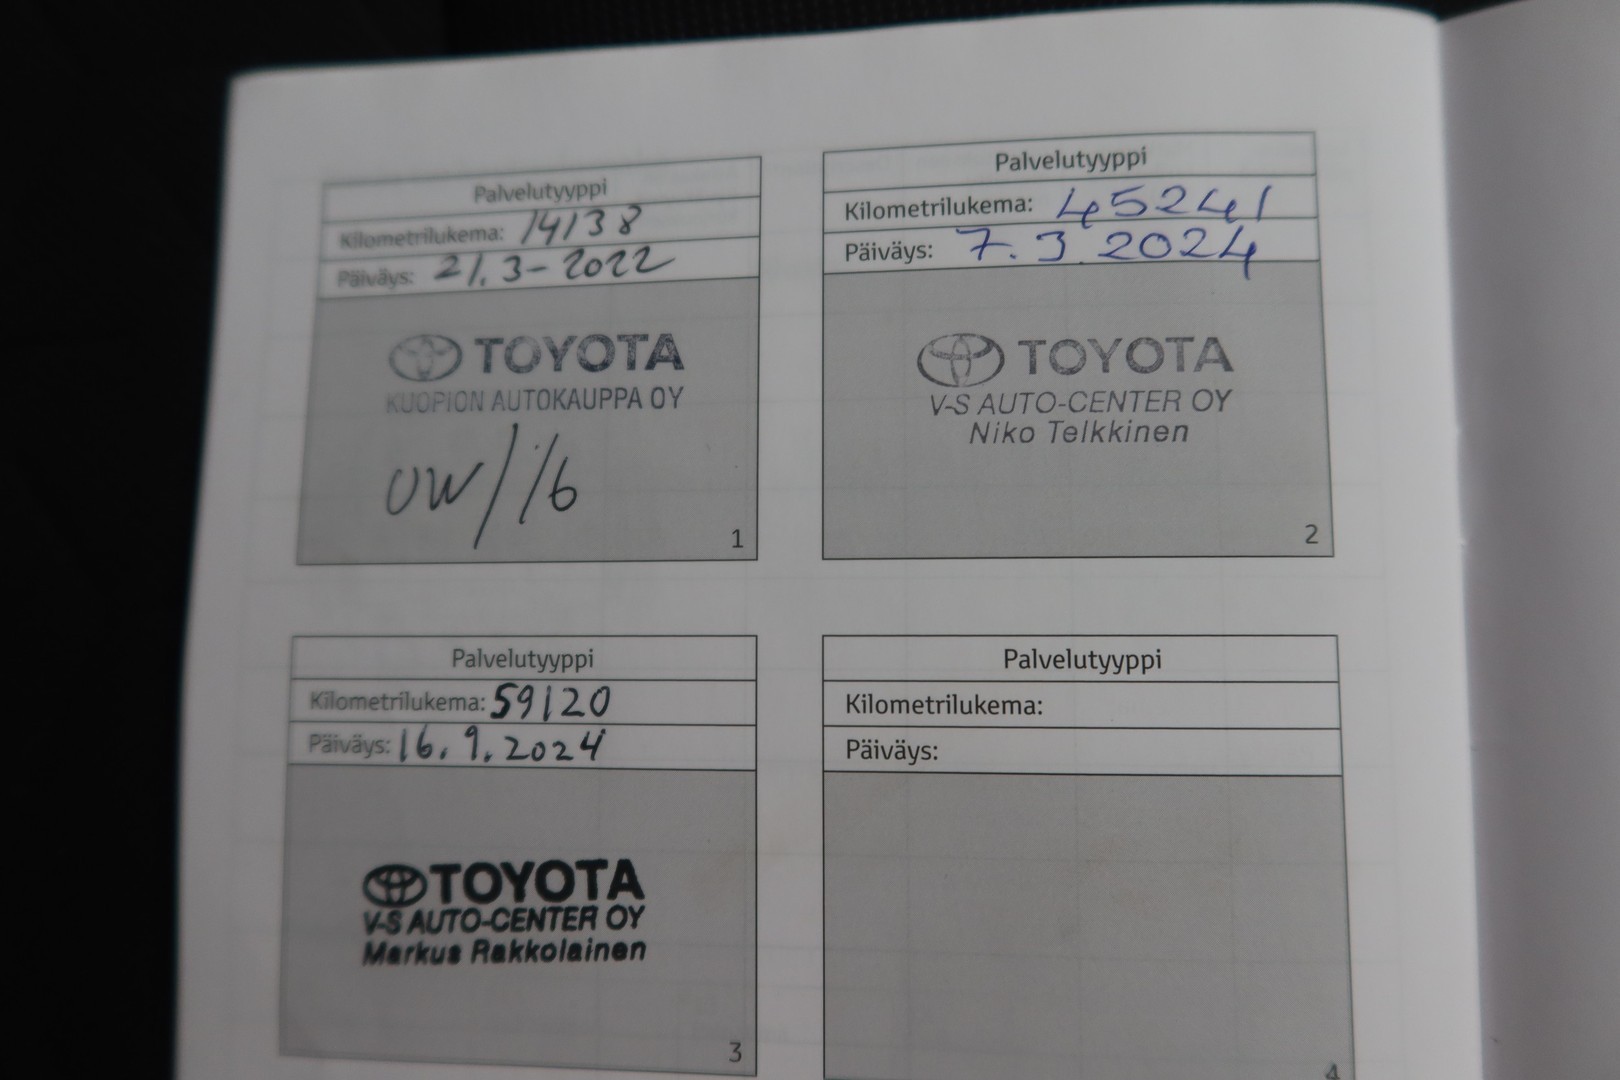 Palvelutyyppi
Kilometrilukema: 14138
Päiväys: 21.3-2022
TOYOTA
KUOPION AUTOKAUPPA OY
1
Palvelutyyppi
Kilometrilukema: 45241
Päiväys: 7.3.2024
TOYOTA
V-S AUTO-CENTER OY
Niko Telkkinen
2
Palvelutyyppi
Kilometrilukema: 59120
Päiväys: 16.9.2024
TOYOTA
V-S AUTO-CENTER OY
Markus Rakkolainen
3
Palvelutyyppi
Kilometrilukema:
Päiväys:
4